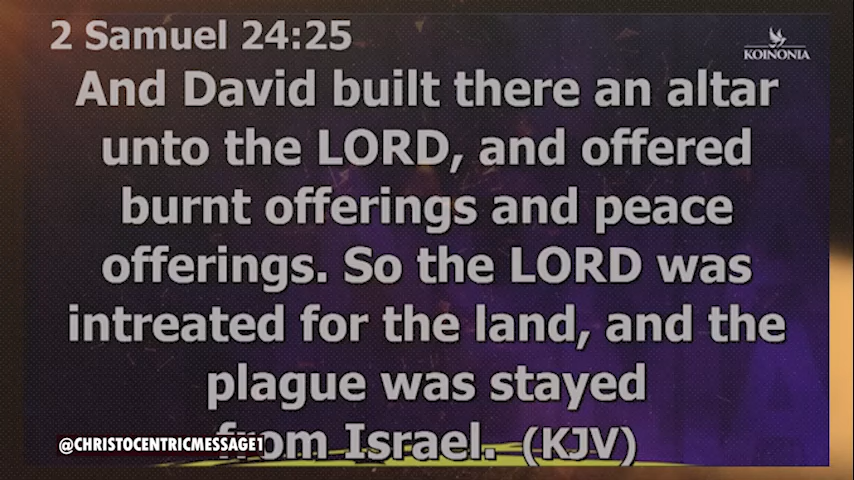 2 Samuel 24:25
KOINONIA
And David built there an altar
unto the LORD, and offered
burnt offerings and peace
offerings. So the LORD was
intreated for the land, and the
plague was stayed
from Israel. (KJV)
@CHRISTOCENTRICMESSAGE1